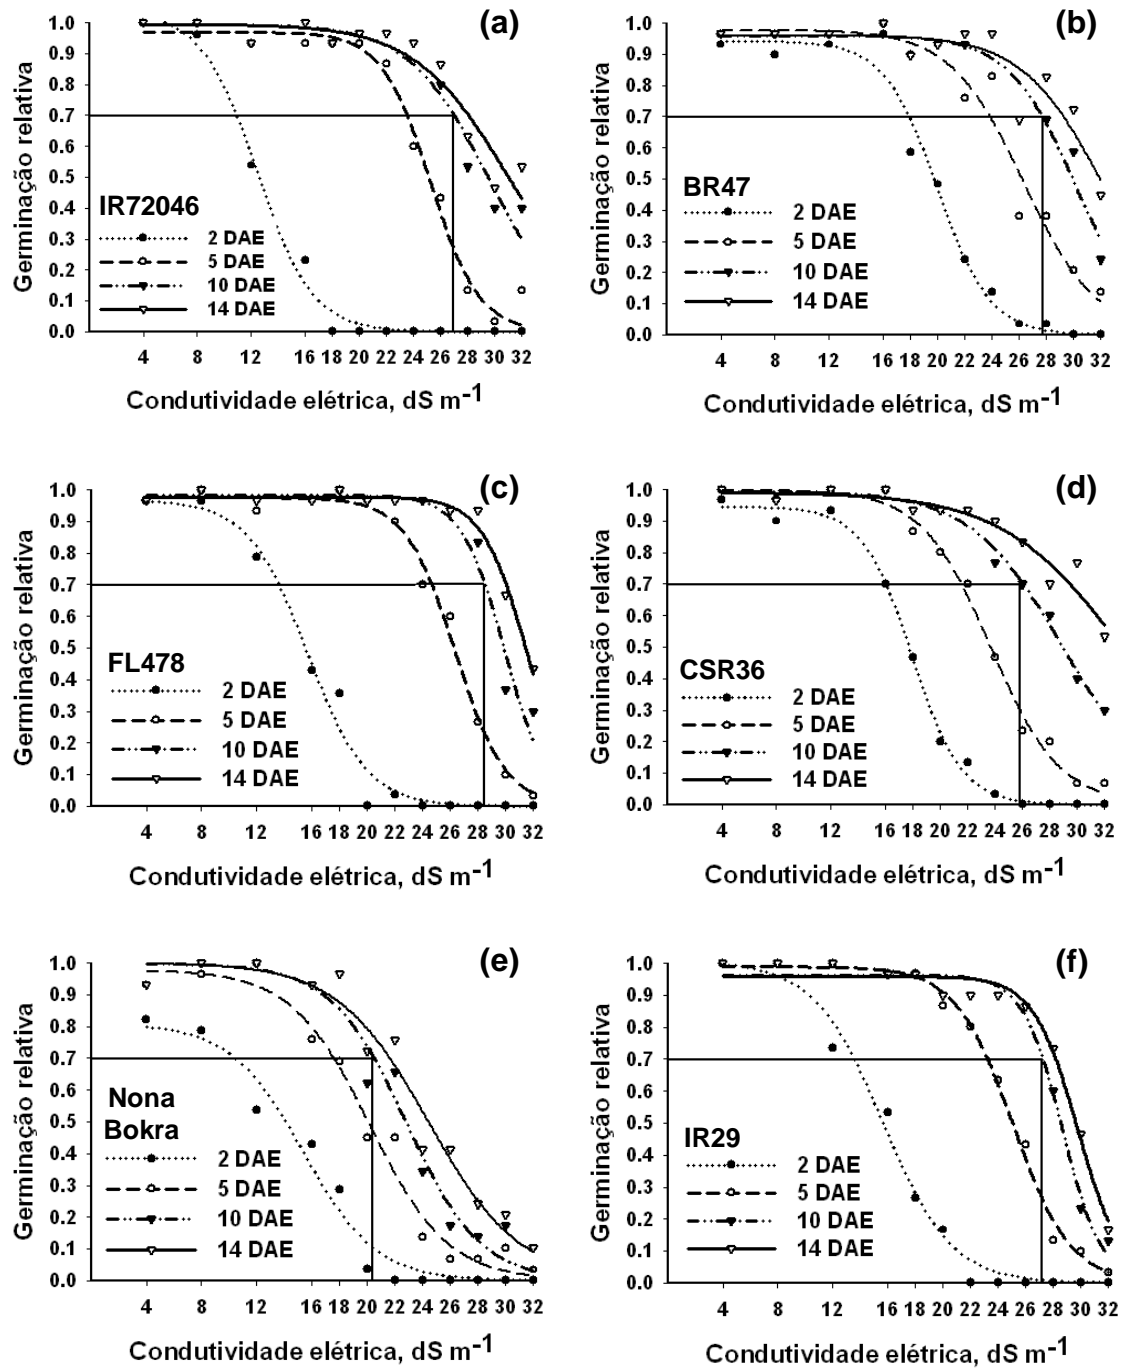 (a)
Germinação relativa
1.0
0.9
0.8
0.7
0.6
0.5
0.4
0.3
0.2
0.1
0.0
IR72046
2 DAE
5 DAE
10 DAE
14 DAE
4 8 12 16 18 20 22 24 26 28 30 32
Condutividade elétrica, dS m-1
(b)
Germinação relativa
1.0
0.9
0.8
0.7
0.6
0.5
0.4
0.3
0.2
0.1
0.0
BR47
2 DAE
5 DAE
10 DAE
14 DAE
4 8 12 16 18 20 22 24 26 28 30 32
Condutividade elétrica, dS m-1
(c)
Germinação relativa
1.0
0.9
0.8
0.7
0.6
0.5
0.4
0.3
0.2
0.1
0.0
FL478
2 DAE
5 DAE
10 DAE
14 DAE
4 8 12 16 18 20 22 24 26 28 30 32
Condutividade elétrica, dS m-1
(d)
Germinação relativa
1.0
0.9
0.8
0.7
0.6
0.5
0.4
0.3
0.2
0.1
0.0
CSR36
2 DAE
5 DAE
10 DAE
14 DAE
4 8 12 16 18 20 22 24 26 28 30 32
Condutividade elétrica, dS m-1
(e)
Germinação relativa
1.0
0.9
0.8
0.7
0.6
0.5
0.4
0.3
0.2
0.1
0.0
Nona
Bokra
2 DAE
5 DAE
10 DAE
14 DAE
4 8 12 16 18 20 22 24 26 28 30 32
Condutividade elétrica, dS m-1
(f)
Germinação relativa
1.0
0.9
0.8
0.7
0.6
0.5
0.4
0.3
0.2
0.1
0.0
IR29
2 DAE
5 DAE
10 DAE
14 DAE
4 8 12 16 18 20 22 24 26 28 30 32
Condutividade elétrica, dS m-1